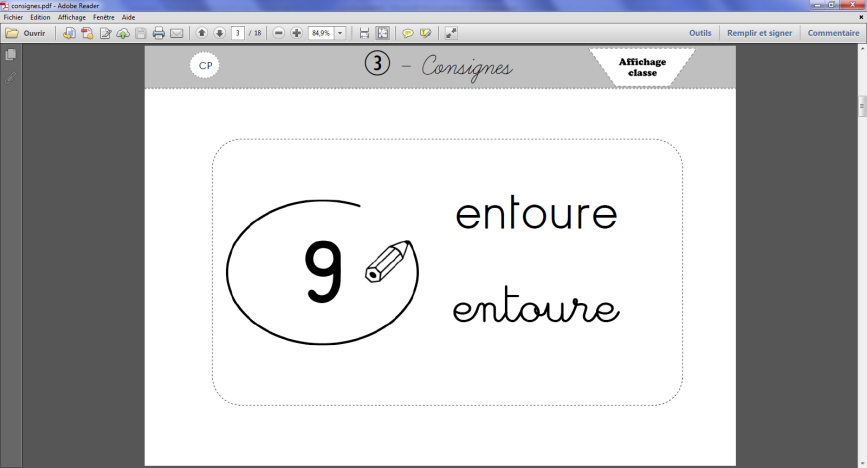 consignes.pdf - Adobe Reader
Fichier Edition Affichage Fenêtre Aide
Ouvrir 3 / 18 84,9% Outils Remplir et signer Commentaire
CP 3 - Consignes Affichage classe
entoure
9
entoure